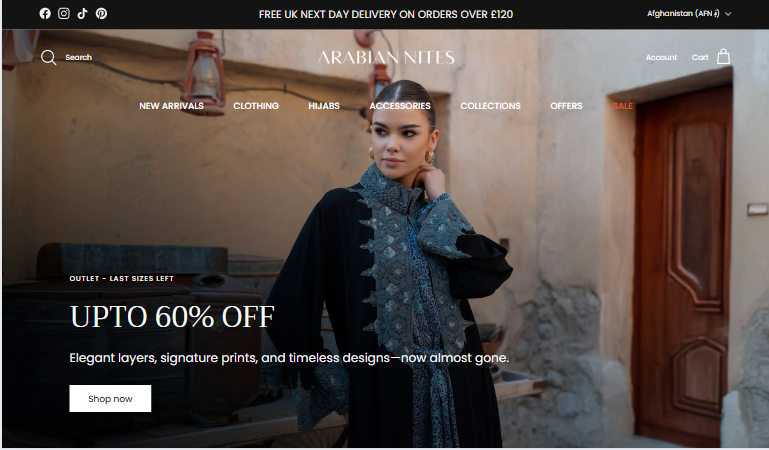 FREE UK NEXT DAY DELIVERY ON ORDERS OVER £120
Afghanistan (AFN ؋)
Search
ARABIAN NITES
Account
Cart
NEW ARRIVALS
CLOTHING
HIJABS
ACCESSORIES
COLLECTIONS
OFFERS
SALE
OUTLET - LAST SIZES LEFT
UPTO 60% OFF
Elegant layers, signature prints, and timeless designs—now almost gone.
Shop now